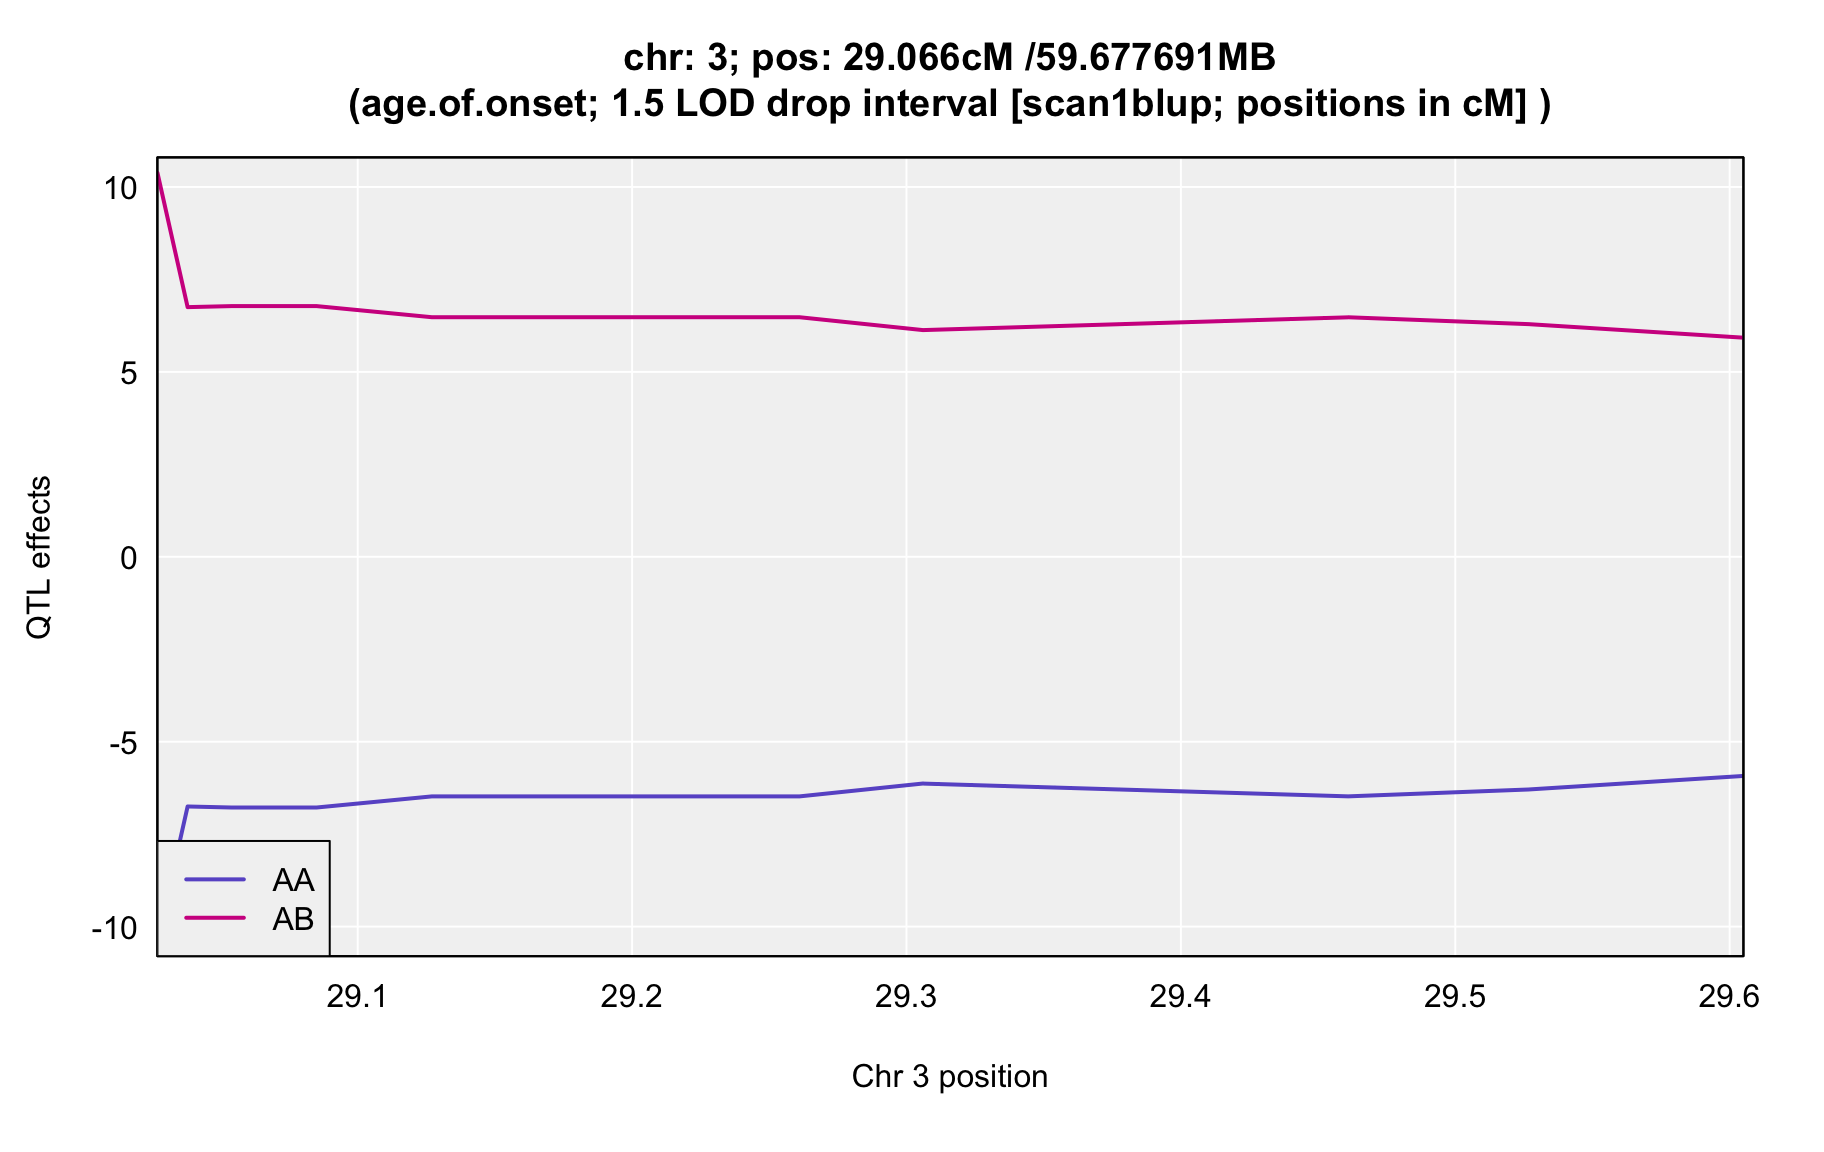 chr: 3; pos: 29.066cM /59.677691MB
(age.of.onset; 1.5 LOD drop interval [scan1blup; positions in cM] )
10
5
0
-5
-10
QTL effects
AA
AB
29.1 29.2 29.3 29.4 29.5 29.6
Chr 3 position